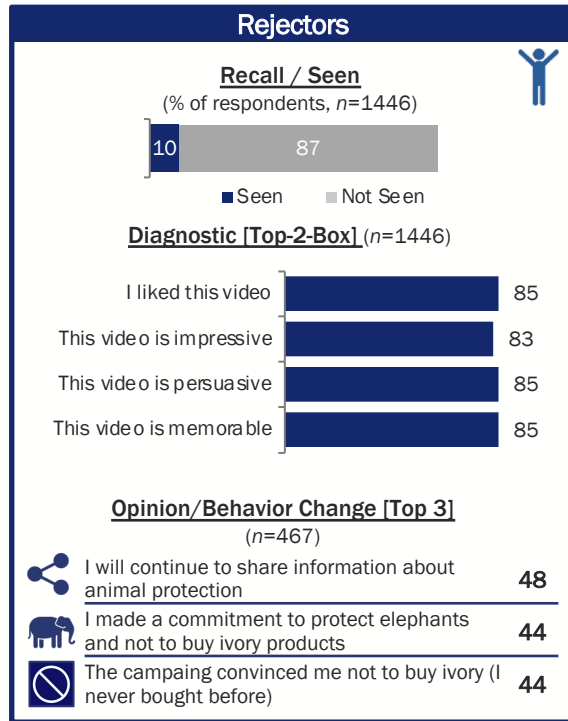 Rejectors
Recall / Seen
(% of respondents, n=1446)
10 87
Seen Not Seen
Diagnostic [Top-2-Box] (n=1446)
I liked this video 85
This video is impressive 83
This video is persuasive 85
This video is memorable 85
Opinion/Behavior Change [Top 3]
(n=467)
I will continue to share information about
animal protection 48
I made a commitment to protect elephants
and not to buy ivory products 44
The campaing convinced me not to buy ivory (I
never bought before) 44